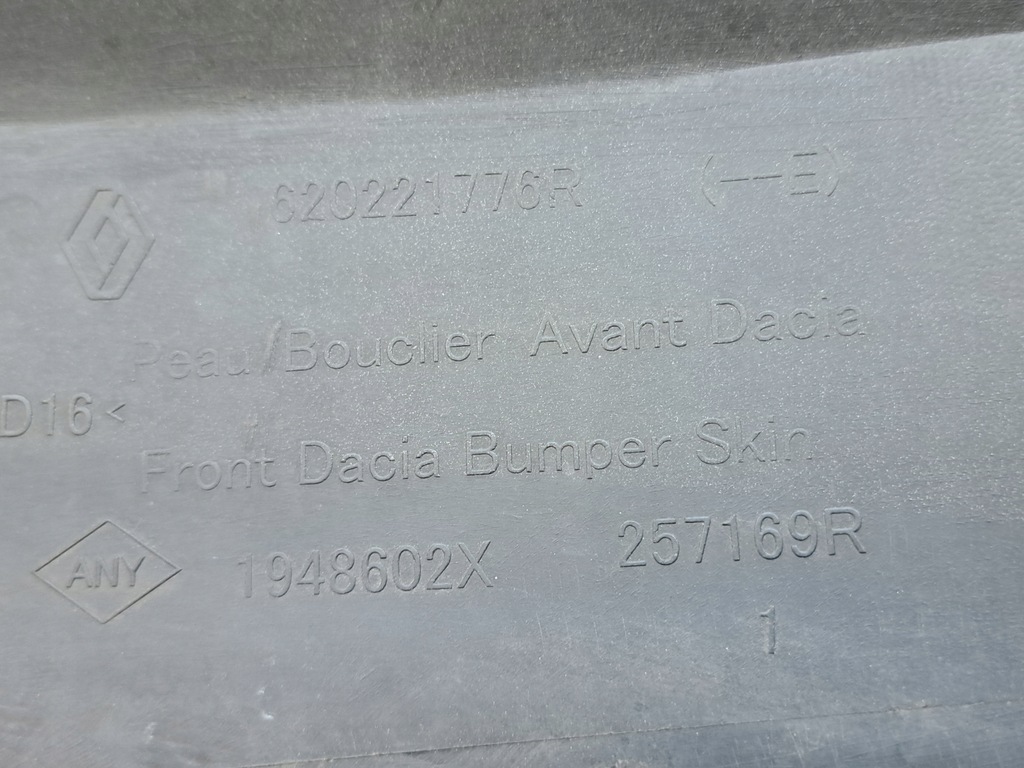 620221776R (--E)
Peau/Bouclier Avant Dacia
D16<
Front Dacia Bumper Skin
ANY 1948602X 257169R
1